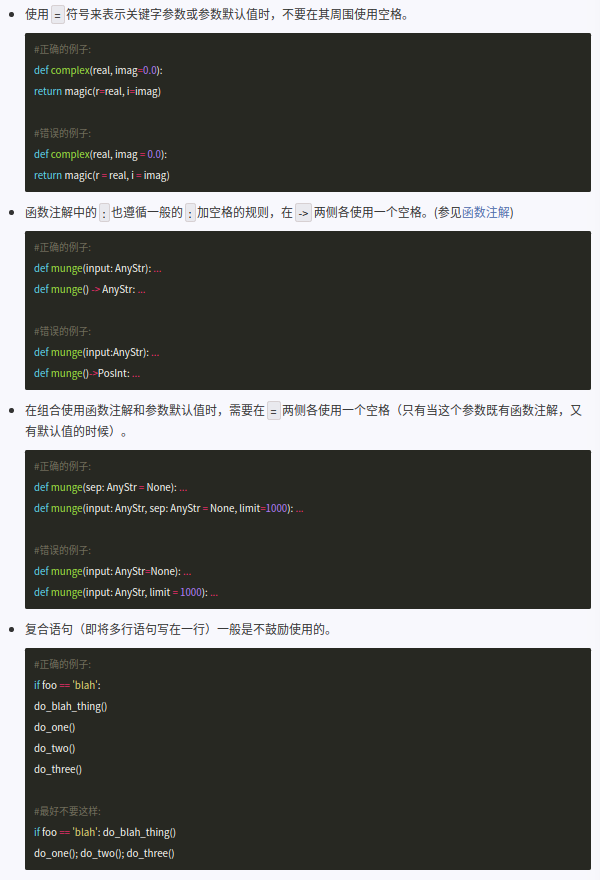 使用 = 符号来表示关键字参数或参数默认值时，不要在其周围使用空格。
#正确的例子:
def complex(real, imag=0.0):
return magic(r=real, i=imag)
#错误的例子:
def complex(real, imag = 0.0):
return magic(r = real, i = imag)
函数注解中的 : 也遵循一般的 : 加空格的规则，在 -> 两侧各使用一个空格。(参见函数注解)
#正确的例子:
def munge(input: AnyStr): ...
def munge() -> AnyStr: ...
#错误的例子:
def munge(input:AnyStr): ...
def munge()->PosInt: ...
在组合使用函数注解和参数默认值时，需要在 = 两侧各使用一个空格（只有当这个参数既有函数注解，又
有默认值的时候）。
#正确的例子:
def munge(sep: AnyStr = None): ...
def munge(input: AnyStr, sep: AnyStr = None, limit=1000): ...
#错误的例子:
def munge(input: AnyStr=None): ...
def munge(input: AnyStr, limit = 1000): ...
复合语句（即将多行语句写在一行）一般是不鼓励使用的。
#正确的例子:
if foo == 'blah':
do_blah_thing()
do_one()
do_two()
do_three()
#最好不要这样:
if foo == 'blah': do_blah_thing()
do_one(); do_two(); do_three()